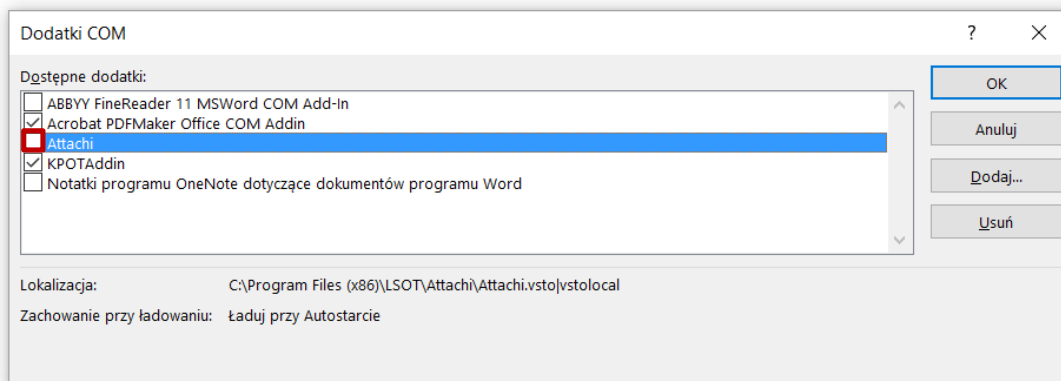 Dodatki COM
?
Dostępne dodatki:
ABBYY FineReader 11 MSWord COM Add-In
Acrobat PDFMaker Office COM Addin
Attachi
KPOTAddin
Notatki programu OneNote dotyczące dokumentów programu Word
OK
Anuluj
Dodaj...
Usuń
Lokalizacja: C:\Program Files (x86)\LSOT\Attachi\Attachi.vsto|vstolocal
Zachowanie przy ładowaniu: Ładuj przy Autostarcie